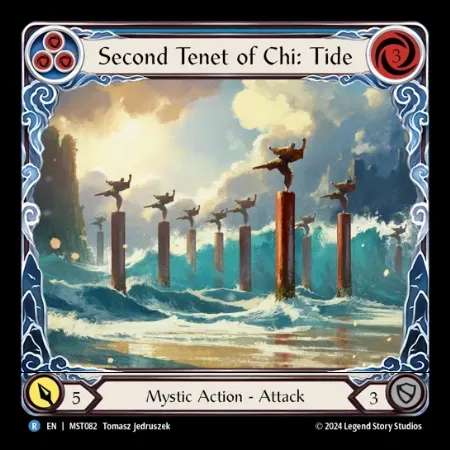 Second Tenet of Chi: Tide
3
5
Mystic Action - Attack
3
R EN | MST082 Tomasz Jedruszek
© 2024 Legend Story Studios